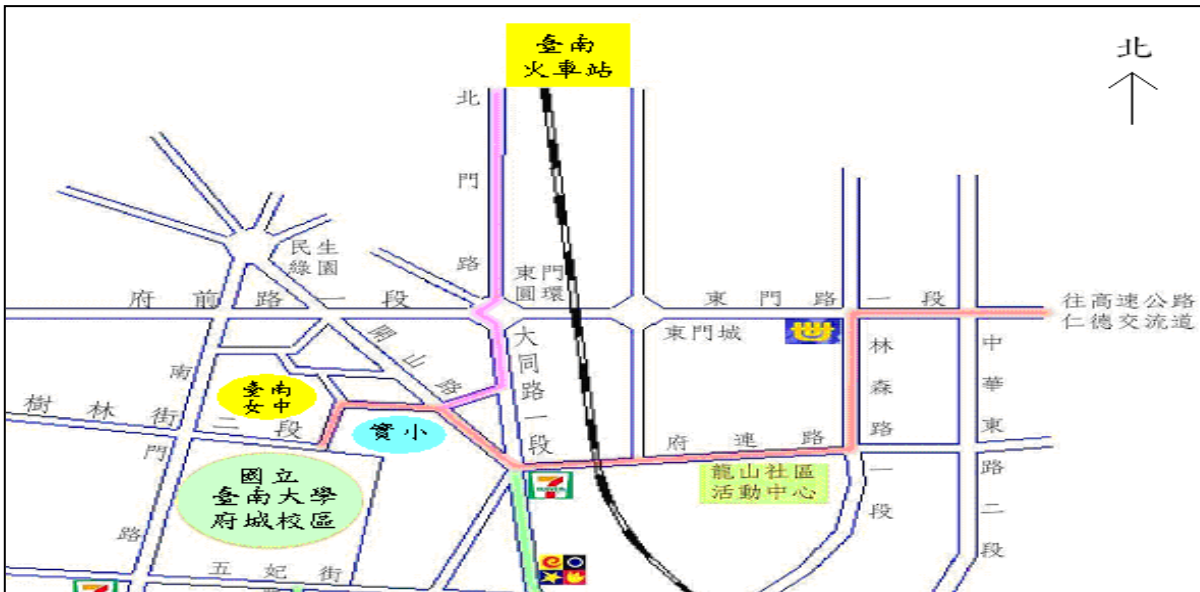 臺南
火車站
北
北門路
民生
綠園
東門
圓環
府前路一段
東門路一段
往高速公路
仁德交流道
開山路
大同路一段
東門城
林森路一段
中華東路二段
南門路
臺南
女中
樹林街二段
實小
府連路
國立
臺南大學
府城校區
龍山社區
活動中心
五妃街